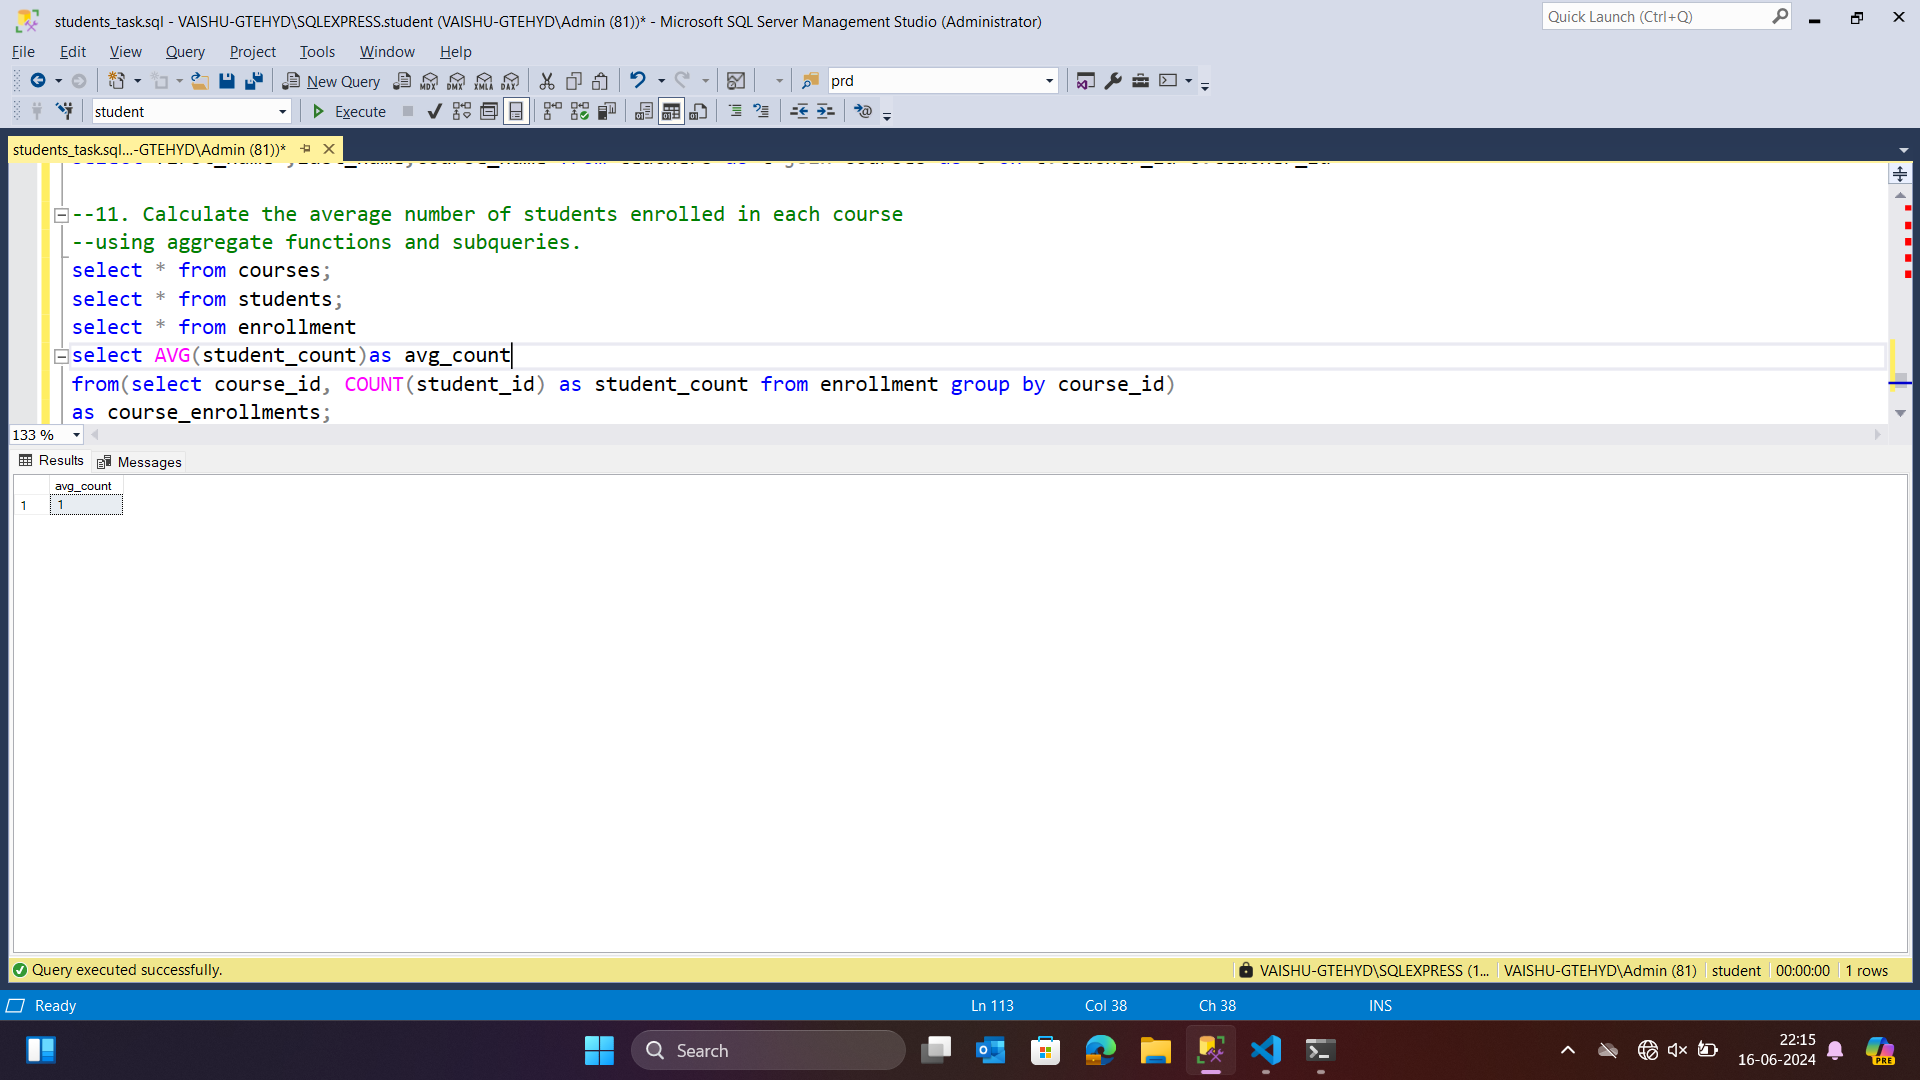 students_task.sql - VAISHU-GTEHYD\SQLEXPRESS.student (VAISHU-GTEHYD\Admin (81))* - Microsoft SQL Server Management Studio (Administrator)
Quick Launch (Ctrl+Q)
File Edit View Query Project Tools Window Help
New Query MDX DMX XMLA DAX prd
student Execute
students_task.sql...-GTEHYD\Admin (81))*
--11. Calculate the average number of students enrolled in each course
--using aggregate functions and subqueries.
select * from courses;
select * from students;
select * from enrollment
select AVG(student_count)as avg_count
from(select course_id, COUNT(student_id) as student_count from enrollment group by course_id)
as course_enrollments;
133 %
Results Messages
avg_count
1 1
Query executed successfully. VAISHU-GTEHYD\SQLEXPRESS (1... VAISHU-GTEHYD\Admin (81) student 00:00:00 1 rows
Ready Ln 113 Col 38 Ch 38 INS
Search
22:15
16-06-2024
PRE